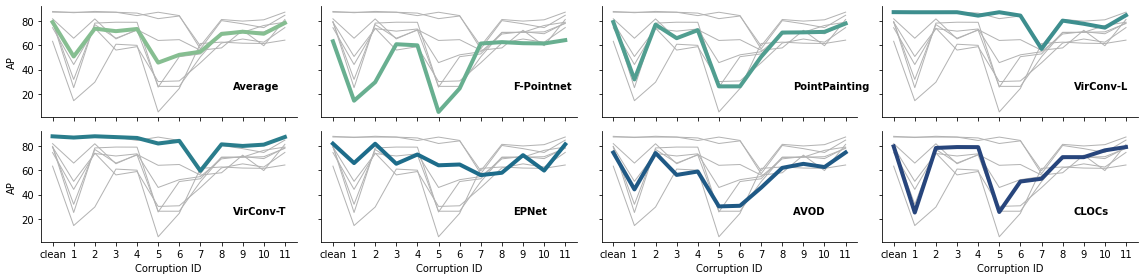 AP
80
60
40
20
Average
F-Pointnet
PointPainting
VirConv-L
AP
80
60
40
20
VirConv-T
EPNet
AVOD
CLOCs
clean 1 2 3 4 5 6 7 8 9 10 11
clean 1 2 3 4 5 6 7 8 9 10 11
clean 1 2 3 4 5 6 7 8 9 10 11
clean 1 2 3 4 5 6 7 8 9 10 11
Corruption ID
Corruption ID
Corruption ID
Corruption ID